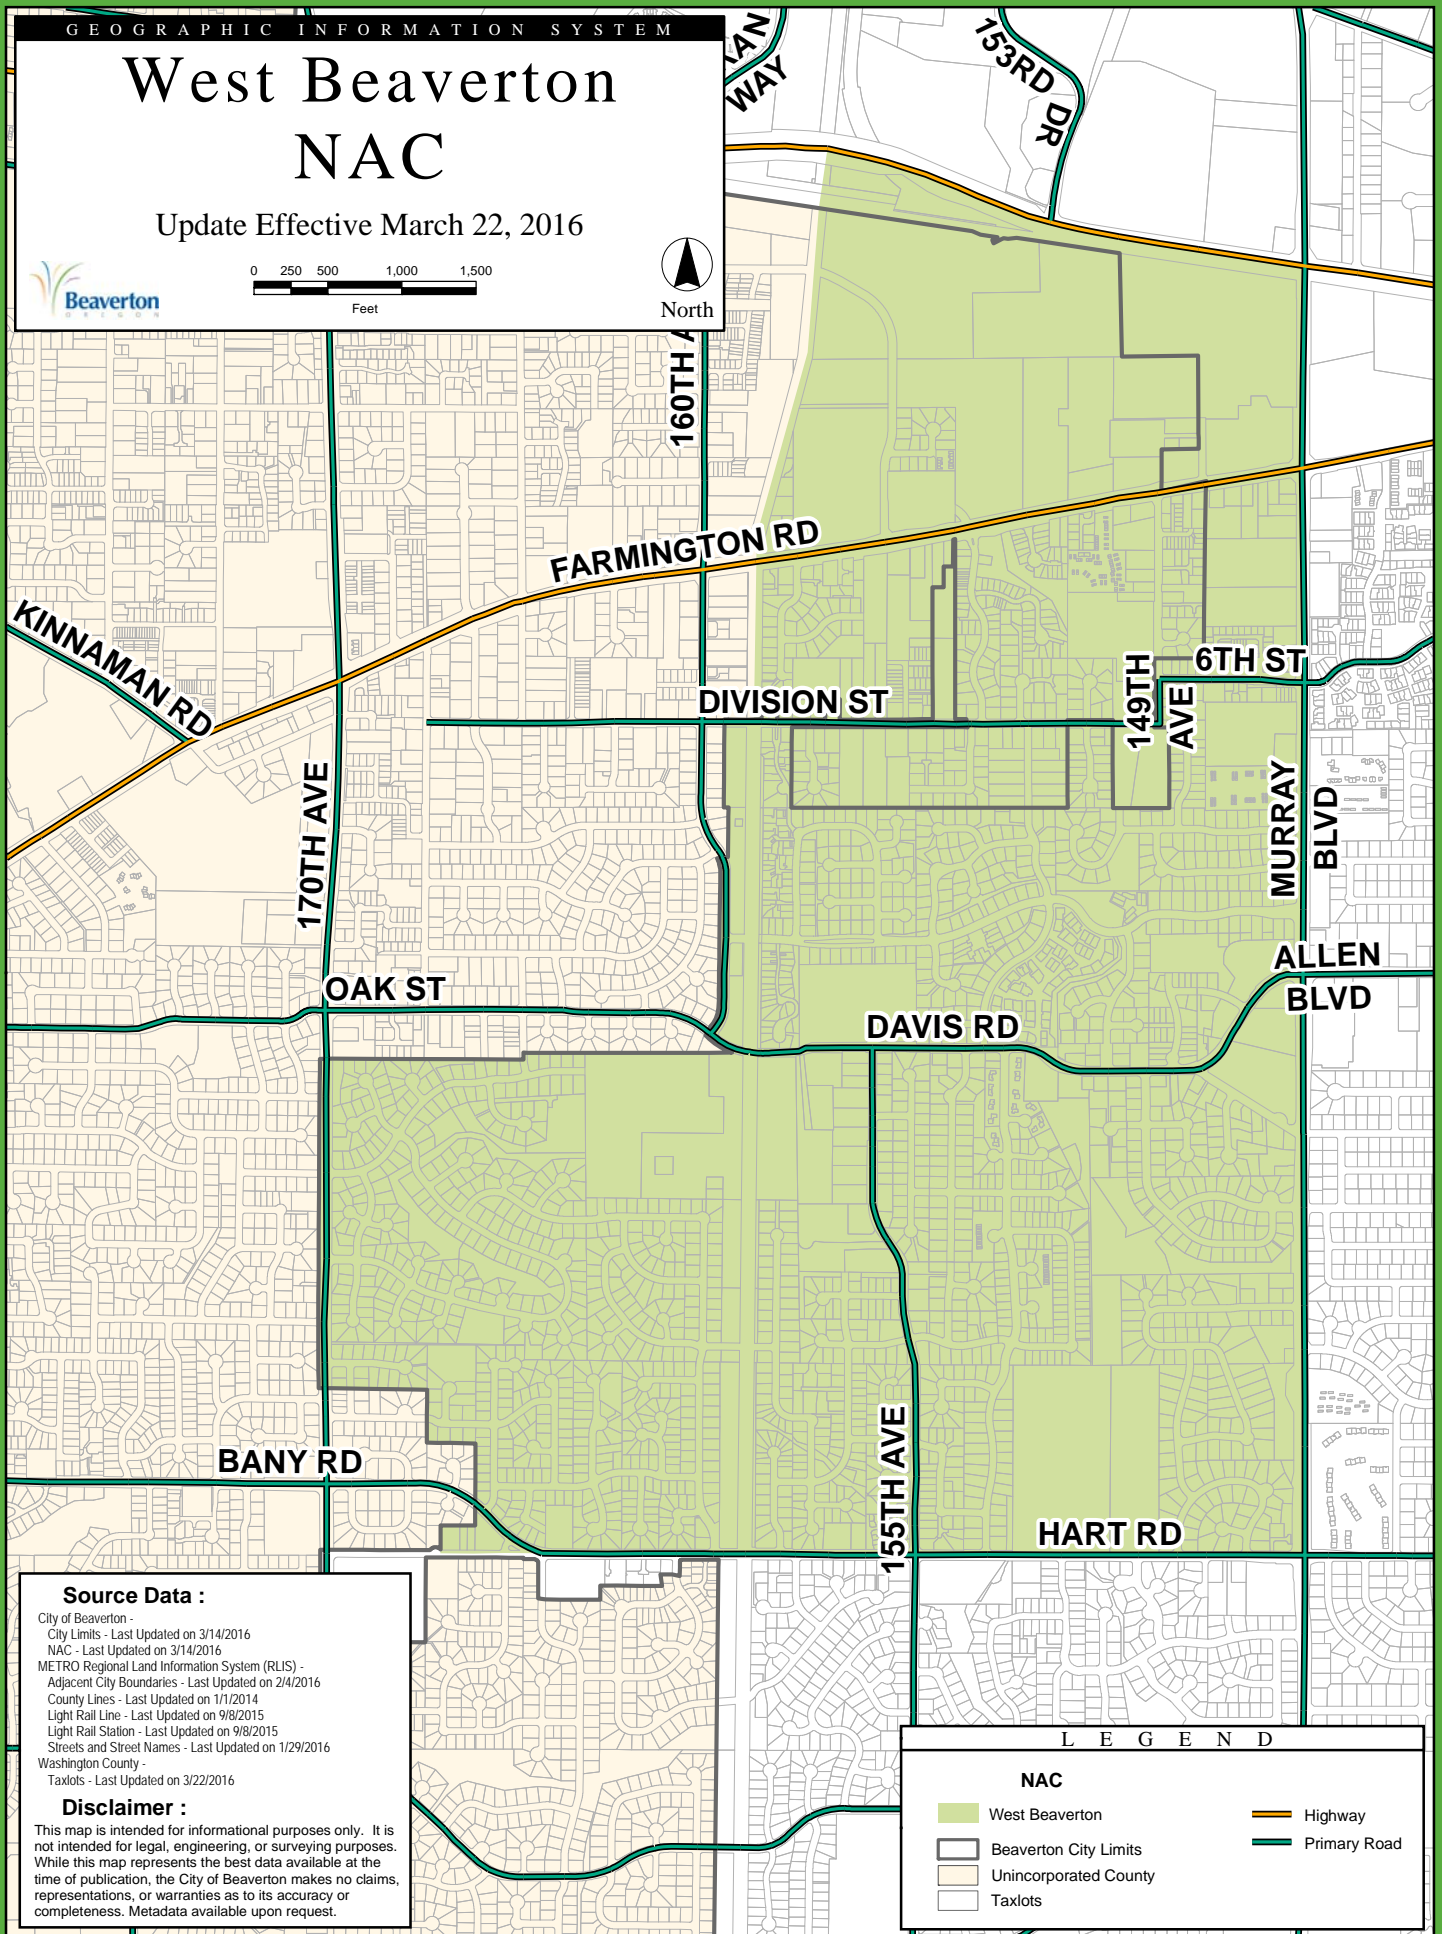 GEOGRAPHIC INFORMATION SYSTEM
West Beaverton
NAC
Update Effective March 22, 2016
0 250 500 1,000 1,500
Feet
North
Beaverton
OREGON
WAY
153RD DR
160TH A
FARMINGTON RD
KINNAMAN RD
DIVISION ST
149TH
AVE
6TH ST
170TH AVE
MURRAY
BLVD
OAK ST
ALLEN
BLVD
DAVIS RD
BANY RD
155TH AVE
HART RD
Source Data :
City of Beaverton -
City Limits - Last Updated on 3/14/2016
NAC - Last Updated on 3/14/2016
METRO Regional Land Information System (RLIS) -
Adjacent City Boundaries - Last Updated on 2/4/2016
County Lines - Last Updated on 1/1/2014
Light Rail Line - Last Updated on 9/8/2015
Light Rail Station - Last Updated on 9/8/2015
Streets and Street Names - Last Updated on 1/29/2016
Washington County -
Taxlots - Last Updated on 3/22/2016
Disclaimer :
This map is intended for informational purposes only. It is
not intended for legal, engineering, or surveying purposes.
While this map represents the best data available at the
time of publication, the City of Beaverton makes no claims,
representations, or warranties as to its accuracy or
completeness. Metadata available upon request.
LEGEND
NAC
West Beaverton
Beaverton City Limits
Unincorporated County
Taxlots
Highway
Primary Road